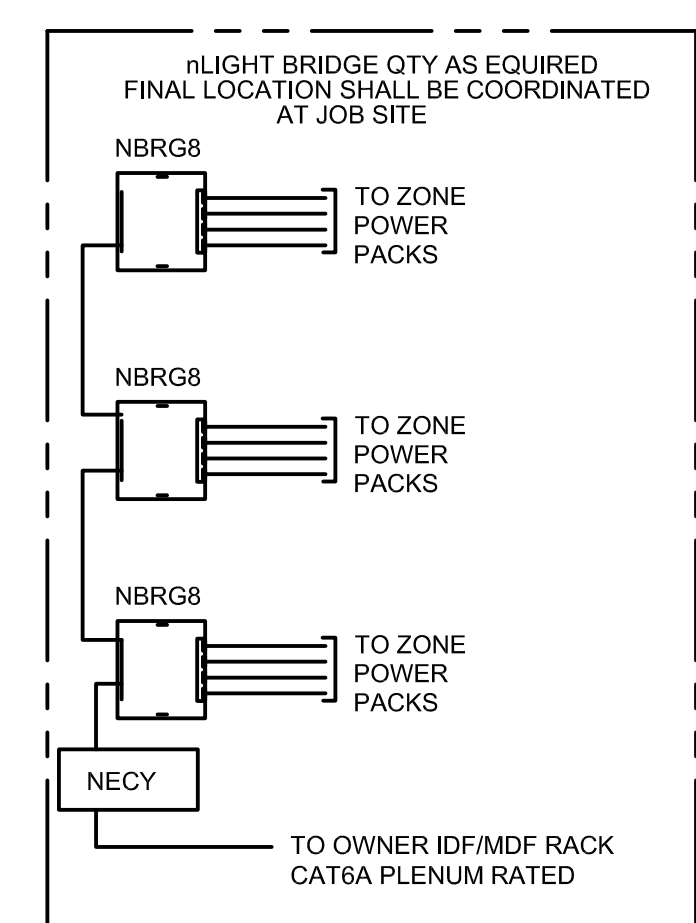 nLIGHT BRIDGE QTY AS EQUIRED
FINAL LOCATION SHALL BE COORDINATED
AT JOB SITE
NBRG8
TO ZONE
POWER
PACKS
NBRG8
TO ZONE
POWER
PACKS
NBRG8
TO ZONE
POWER
PACKS
NECY
TO OWNER IDF/MDF RACK
CAT6A PLENUM RATED